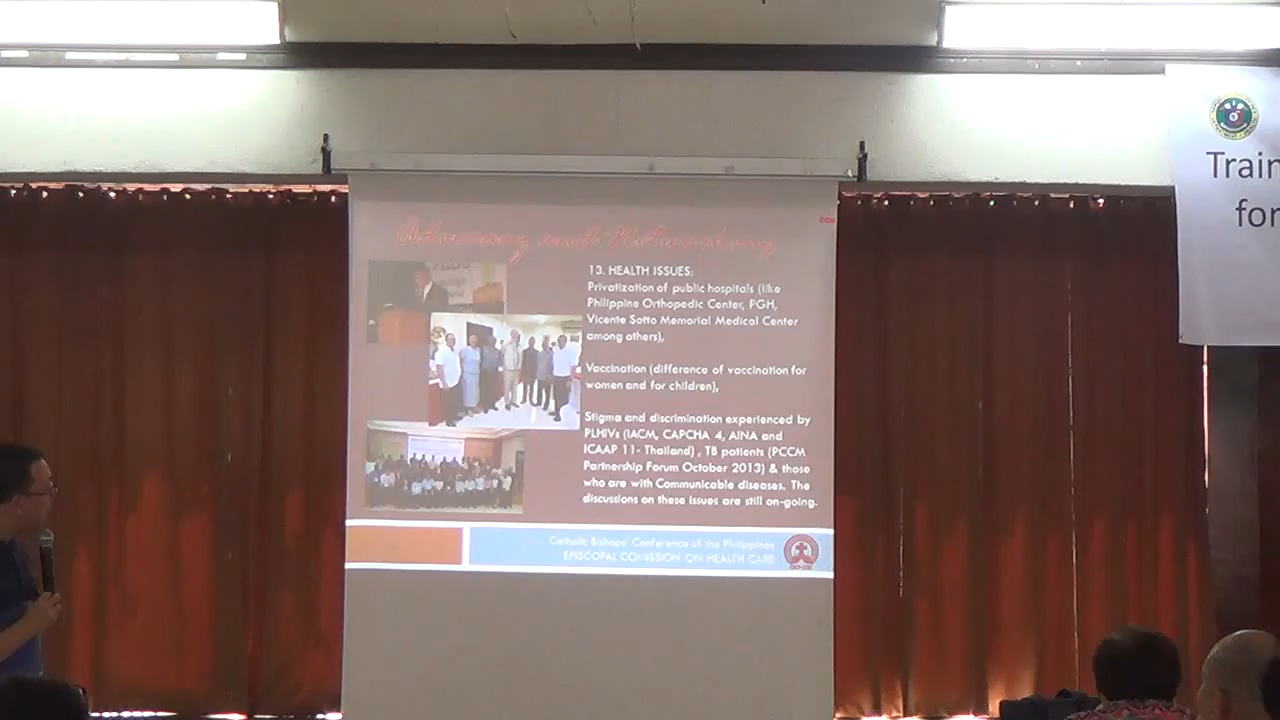 Advocacy and Networking
13. HEALTH ISSUES:
Privatization of public hospitals (like
Philippine Orthopedic Center, PGH,
Vicente Sotto Memorial Medical Center
among others),
Vaccination (difference of vaccination for
women and for children),
Stigma and discrimination experienced by
PLHIVs (IACM, CAPCHA 4, AINA and
ICAAP 11- Thailand) , TB patients (PCCM
Partnership Forum October 2013) & those
who are with Communicable diseases. The
discussions on these issues are still on-going.
Catholic Bishops' Conference of the Philippines
EPISCOPAL COMISSION ON HEALTH CARE
Train
for